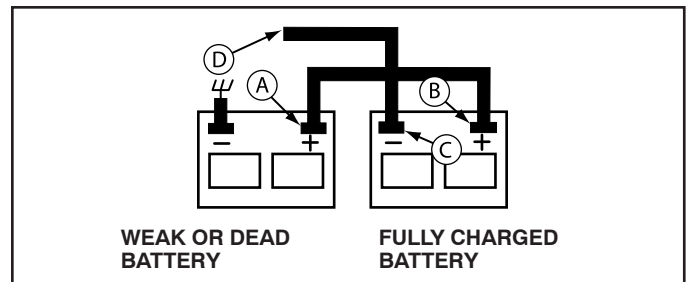 D
A
B
C
– + – +
WEAK OR DEAD
BATTERY
FULLY CHARGED
BATTERY